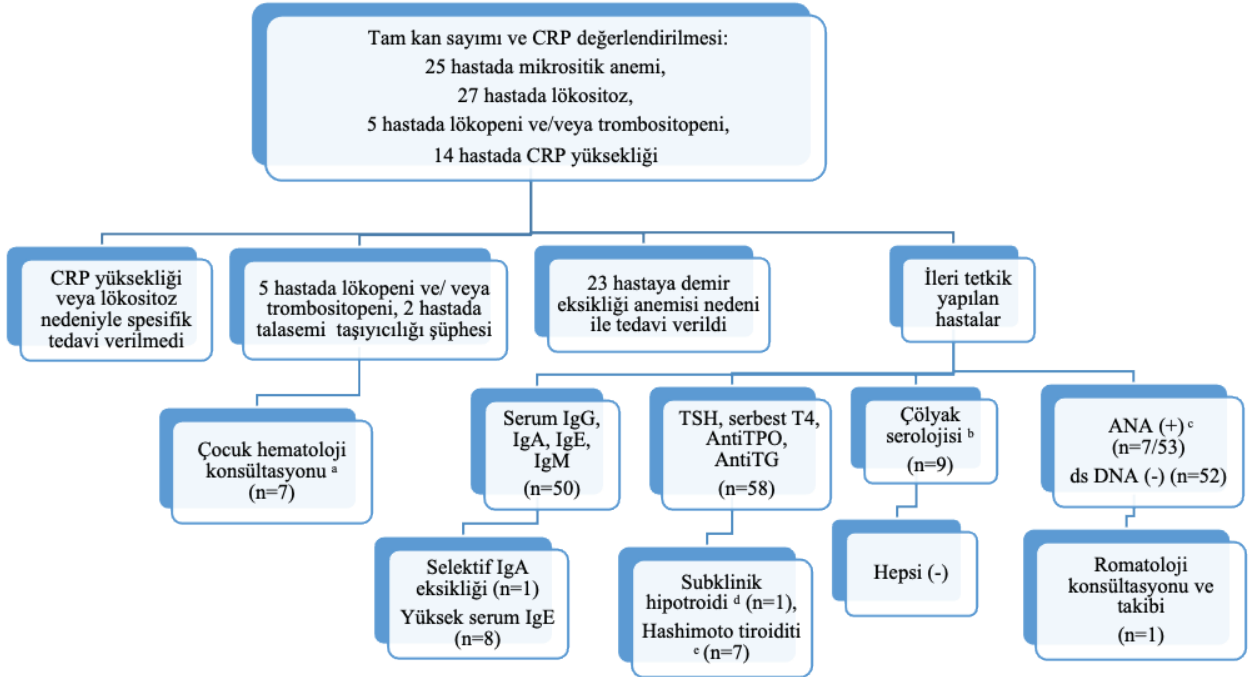 Tam kan sayımı ve CRP değerlendirilmesi:
25 hastada mikrositik anemi,
27 hastada lökositoz,
5 hastada lökopeni ve/veya trombositopeni,
14 hastada CRP yüksekliği
CRP yüksekliği
veya lökositoz
nedeniyle spesifik
tedavi verilmedi
5 hastada lökopeni ve/ veya
trombositopeni, 2 hastada
talasemi taşıyıcılığı şüphesi
23 hastaya demir
eksikliği anemisi nedeni
ile tedavi verildi
İleri tetkik
yapılan
hastalar
Çocuk hematoloji
konsültasyonu a
(n=7)
Serum IgG,
IgA, IgE,
IgM
(n=50)
TSH, serbest T4,
AntiTPO,
AntiTG
(n=58)
Çölyak
serolojisi b
(n=9)
ANA (+) c
(n=7/53)
ds DNA (-) (n=52)
Selektif IgA
eksikliği (n=1)
Yüksek serum IgE
(n=8)
Subklinik
hipotroidi d (n=1),
Hashimoto tiroiditi
e (n=7)
Hepsi (-)
Romatoloji
konsültasyonu ve
takibi
(n=1)